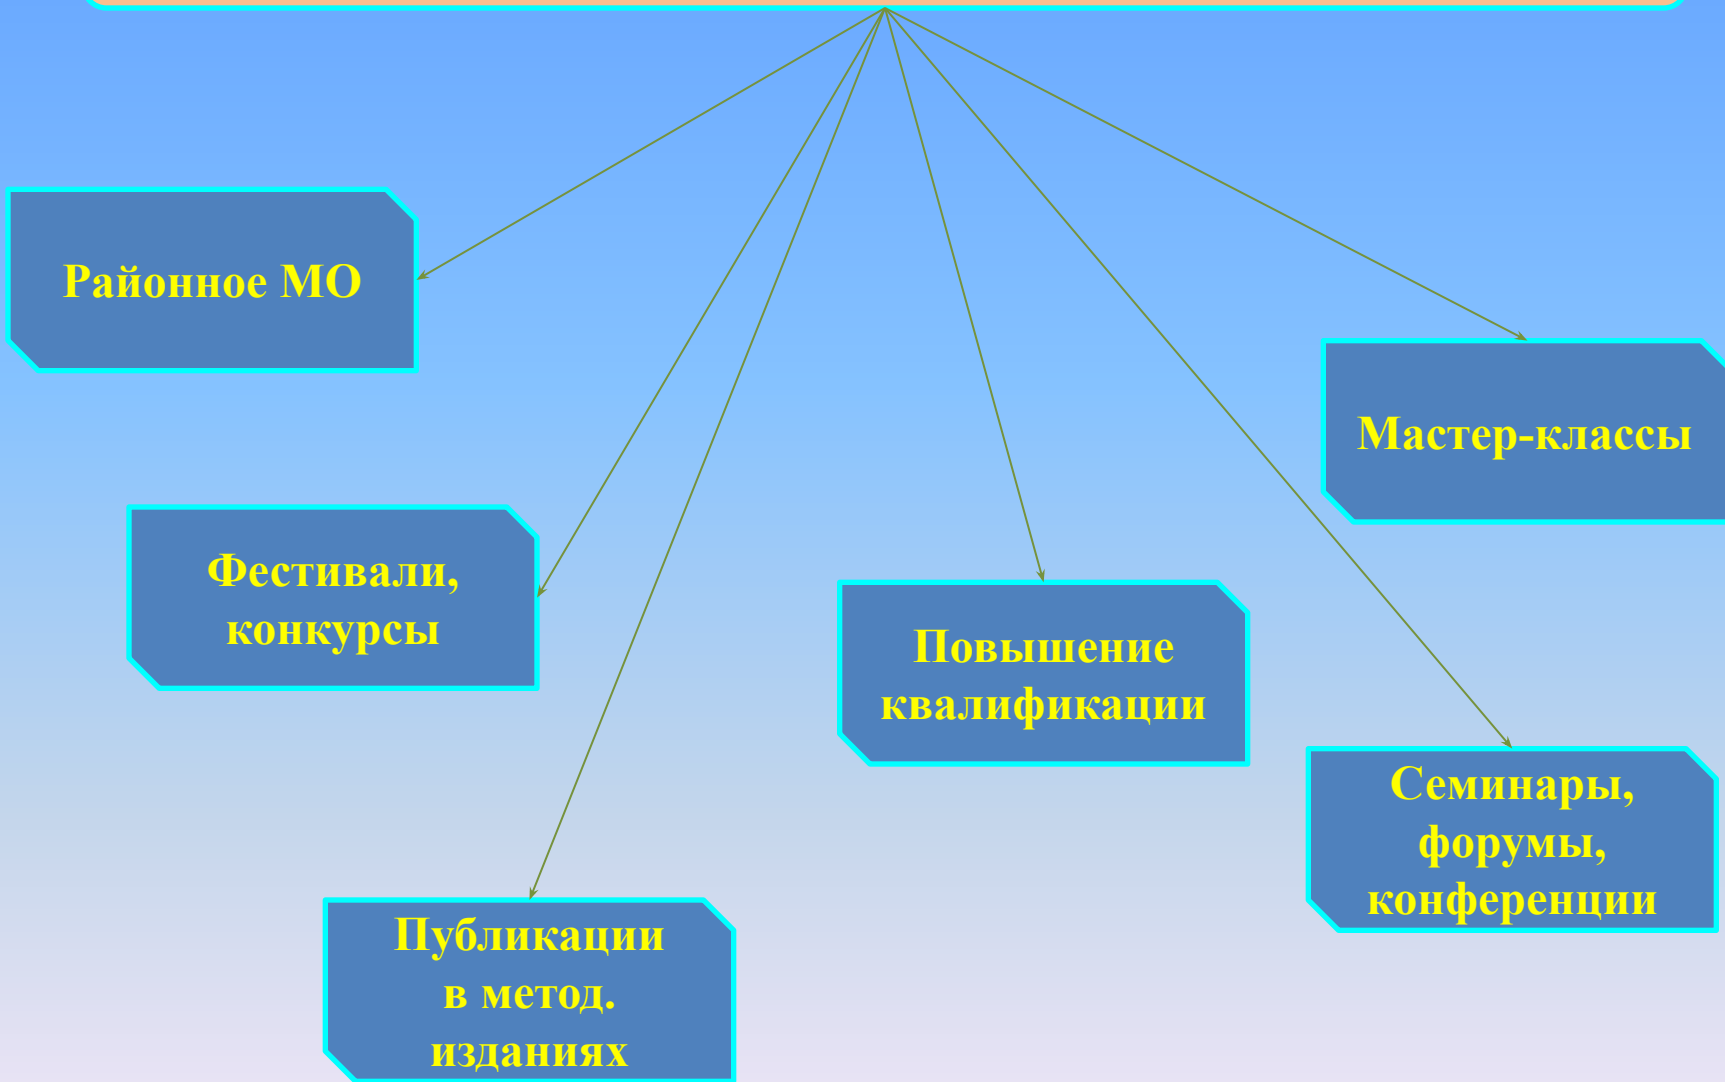 Районное МО
Мастер-классы
Фестивали,
конкурсы
Повышение
квалификации
Семинары,
форумы,
конференции
Публикации
в метод.
изданиях